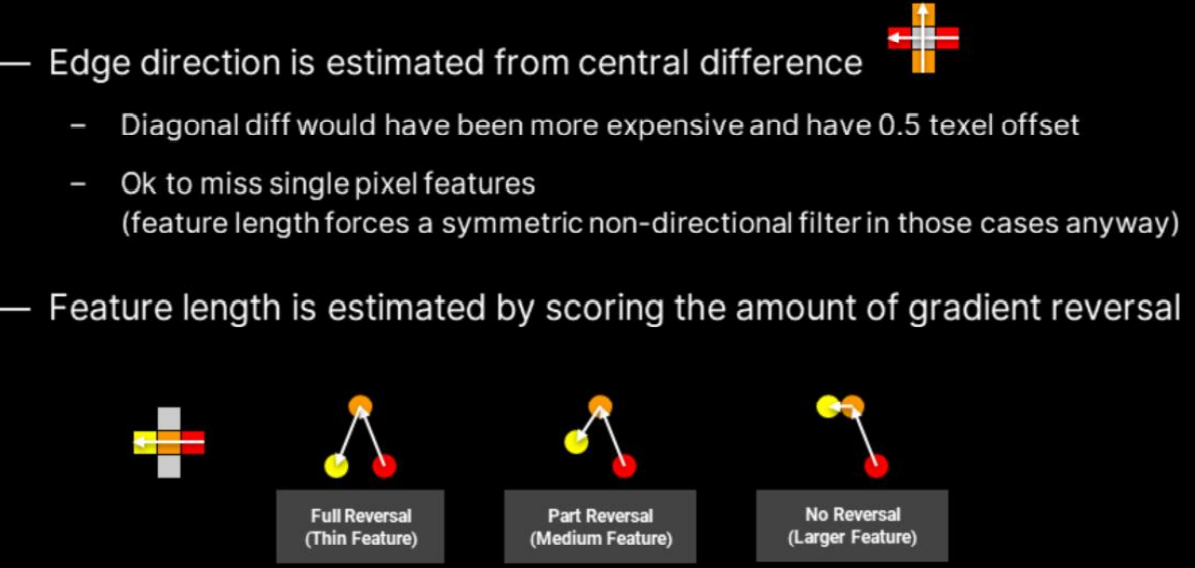 — Edge direction is estimated from central difference
– Diagonal diff would have been more expensive and have 0.5 texel offset
– Ok to miss single pixel features
(feature length forces a symmetric non-directional filter in those cases anyway)
— Feature length is estimated by scoring the amount of gradient reversal
Full Reversal
(Thin Feature)
Part Reversal
(Medium Feature)
No Reversal
(Larger Feature)